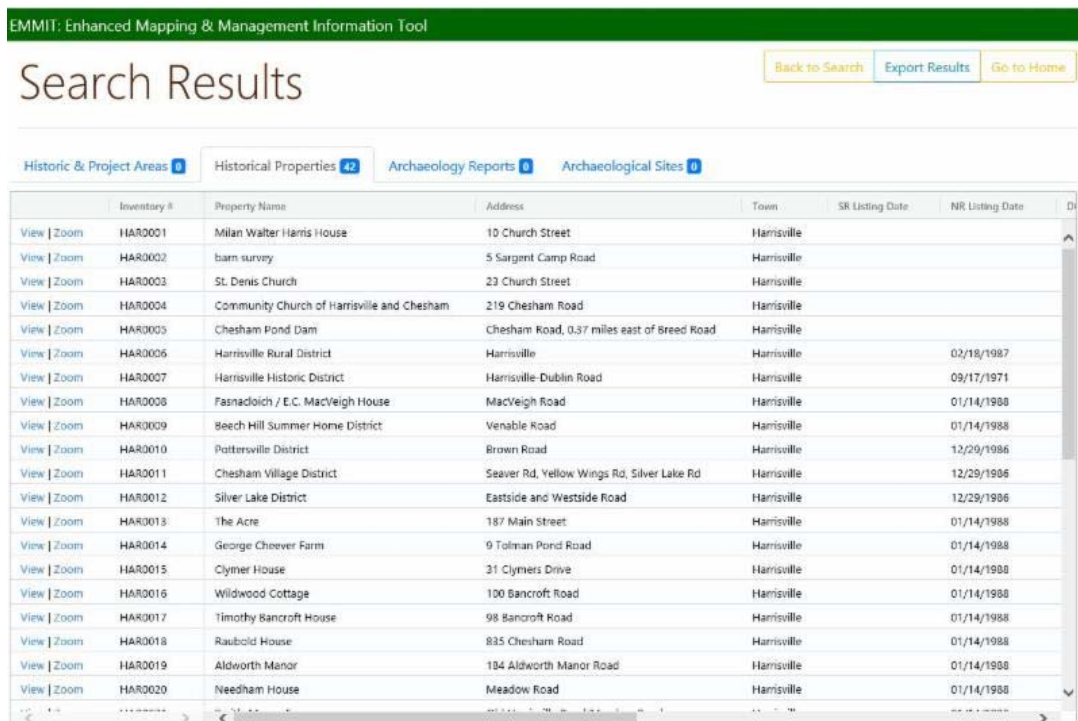 EMMIT: Enhanced Mapping & Management Information Tool
Search Results
Back to Search Export Results Go to Home
Historic & Project Areas 0 Historical Properties 42 Archaeology Reports 0 Archaeological Sites 0
Inventory # Property Name Address Town SR Listing Date NR Listing Date
View | Zoom HAR0001 Milan Walter Harris House 10 Church Street Harrisville
View | Zoom HAR0002 barn survey 5 Sargent Camp Road Harrisville
View | Zoom HAR0003 St. Denis Church 23 Church Street Harrisville
View | Zoom HAR0004 Community Church of Harrisville and Chesham 219 Chesham Road Harrisville
View | Zoom HAR0005 Chesham Pond Dam Chesham Road, 0.37 miles east of Breed Road Harrisville
View | Zoom HAR0006 Harrisville Rural District Harrisville Harrisville 02/18/1987
View | Zoom HAR0007 Harrisville Historic District Harrisville-Dublin Road Harrisville 09/17/1971
View | Zoom HAR0008 Fasnacloich / E.C. MacVeigh House MacVeigh Road Harrisville 01/14/1988
View | Zoom HAR0009 Beech Hill Summer Home District Venable Road Harrisville 01/14/1988
View | Zoom HAR0010 Pottersville District Brown Road Harrisville 12/29/1986
View | Zoom HAR0011 Chesham Village District Seaver Rd, Yellow Wings Rd, Silver Lake Rd Harrisville 12/29/1986
View | Zoom HAR0012 Silver Lake District Eastside and Westside Road Harrisville 12/29/1986
View | Zoom HAR0013 The Acre 187 Main Street Harrisville 01/14/1988
View | Zoom HAR0014 George Cheever Farm 9 Tolman Pond Road Harrisville 01/14/1988
View | Zoom HAR0015 Clymer House 31 Clymers Drive Harrisville 01/14/1988
View | Zoom HAR0016 Wildwood Cottage 100 Bancroft Road Harrisville 01/14/1988
View | Zoom HAR0017 Timothy Bancroft House 98 Bancroft Road Harrisville 01/14/1988
View | Zoom HAR0018 Raubold House 835 Chesham Road Harrisville 01/14/1988
View | Zoom HAR0019 Aldworth Manor 184 Aldworth Manor Road Harrisville 01/14/1988
View | Zoom HAR0020 Needham House Meadow Road Harrisville 01/14/1988